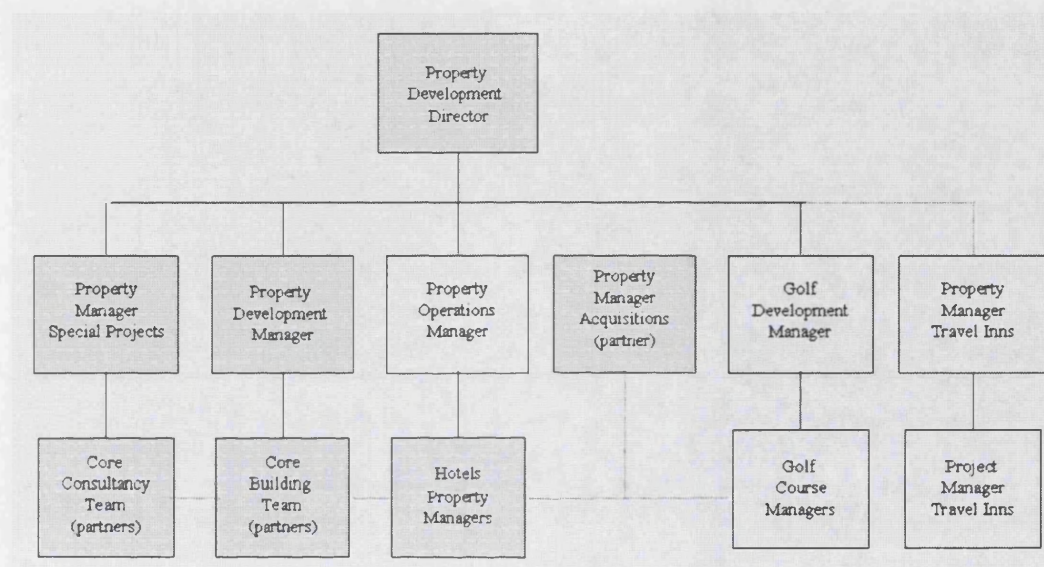 Property
Development
Director
Property
Manager
Special Projects
Property
Development
Manager
Property
Operations
Manager
Property
Manager
Acquisitions
(partner)
Golf
Development
Manager
Property
Manager
Travel Inns
Core
Consultancy
Team
(partners)
Core
Building
Team
(partners)
Hotels
Property
Managers
Golf
Course
Managers
Project
Manager
Travel Inns